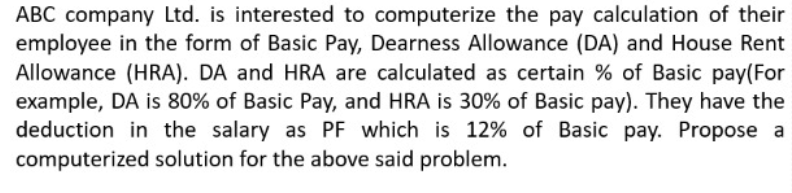 ABC company Ltd. is interested to computerize the pay calculation of their
employee in the form of Basic Pay, Dearness Allowance (DA) and House Rent
Allowance (HRA). DA and HRA are calculated as certain % of Basic pay(For
example, DA is 80% of Basic Pay, and HRA is 30% of Basic pay). They have the
deduction in the salary as PF which is 12% of Basic pay. Propose a
computerized solution for the above said problem.